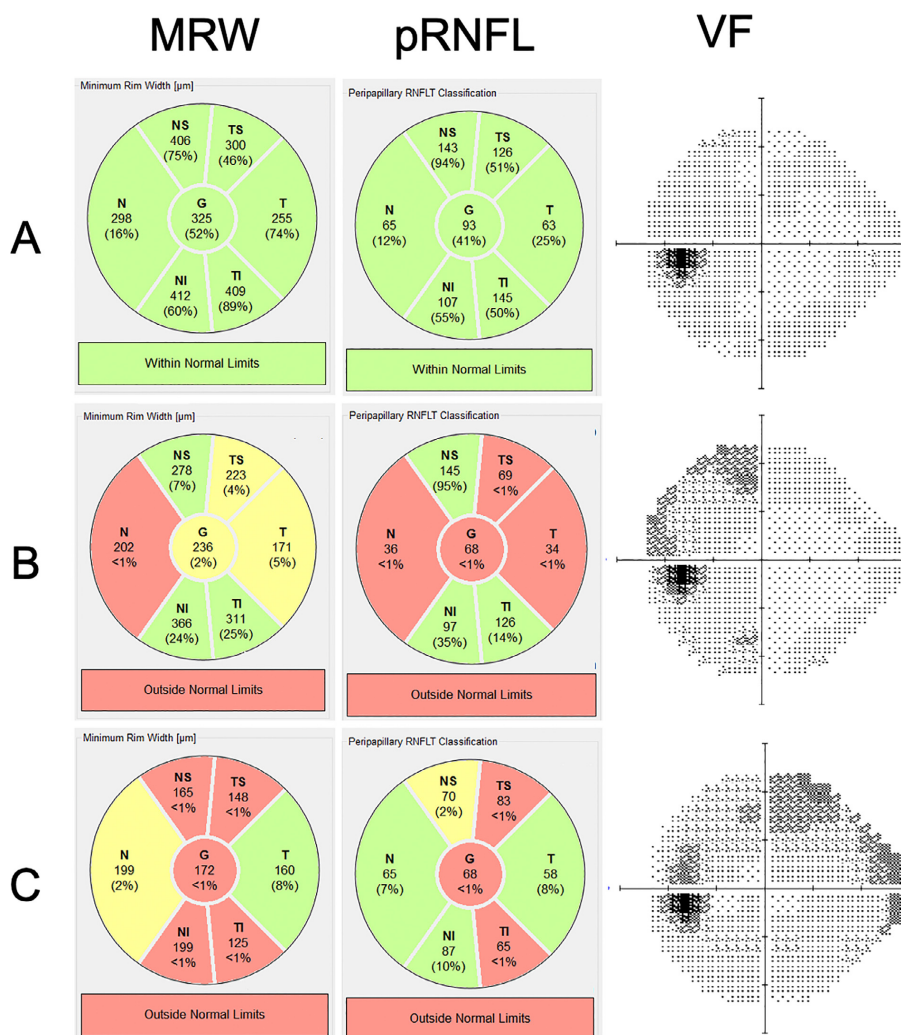 MRW pRNFL VF
A
Minimum Rim Width [µm]
NS
406
(75%)
TS
300
(46%)
N
298
(16%)
G
325
(52%)
T
255
(74%)
NI
412
(60%)
TI
409
(89%)
Within Normal Limits
Peripapillary RNFLT Classification
NS
143
(94%)
TS
126
(51%)
N
65
(12%)
G
93
(41%)
T
63
(25%)
NI
107
(55%)
TI
145
(50%)
Within Normal Limits
B
Minimum Rim Width [µm]
NS
278
(7%)
TS
223
(4%)
N
202
<1%
G
236
(2%)
T
171
(5%)
NI
366
(24%)
TI
311
(25%)
Outside Normal Limits
Peripapillary RNFLT Classification
NS
145
(95%)
TS
69
<1%
N
36
<1%
G
68
<1%
T
34
<1%
NI
97
(35%)
TI
126
(14%)
Outside Normal Limits
C
Minimum Rim Width [µm]
NS
165
<1%
TS
148
<1%
N
199
(2%)
G
172
<1%
T
160
(8%)
NI
199
<1%
TI
125
<1%
Outside Normal Limits
Peripapillary RNFLT Classification
NS
70
(2%)
TS
83
<1%
N
65
(7%)
G
68
<1%
T
58
(8%)
NI
87
(10%)
TI
65
<1%
Outside Normal Limits